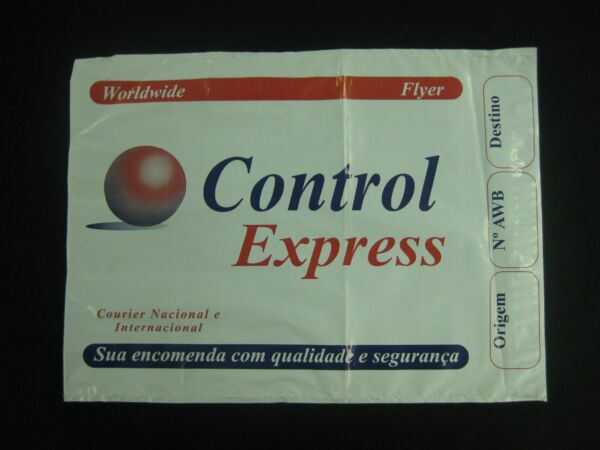 Worldwide Flyer
Control
Express
Courier Nacional e
Internacional
Sua encomenda com qualidade e segurança
Destino
Nº AWB
Origem